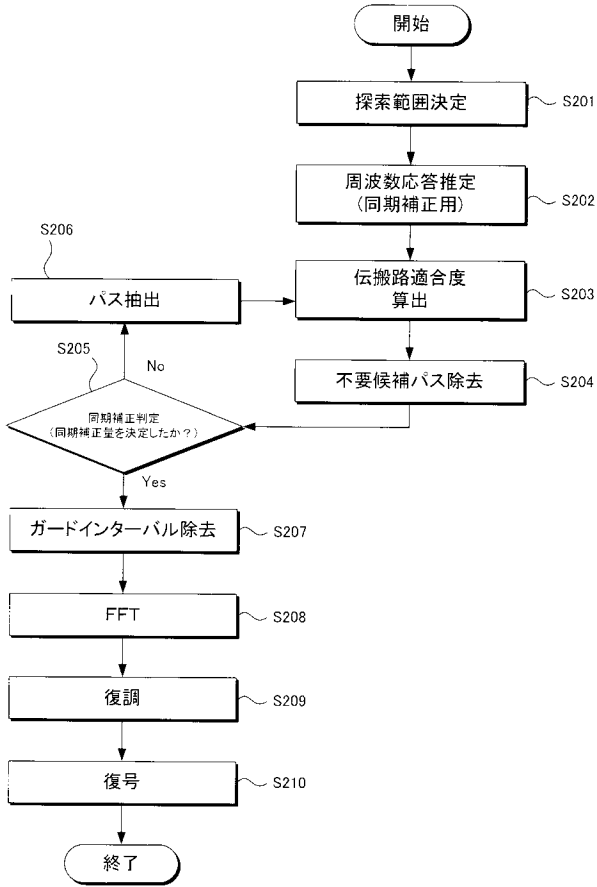 開始
探索範囲決定
S201
周波数応答推定
(同期補正用)
S202
伝搬路適合度
算出
S203
不要候補パス除去
S204
S206
パス抽出
S205
No
同期補正判定
(同期補正量を決定したか?)
Yes
ガードインターバル除去
S207
FFT
S208
復調
S209
復号
S210
終了